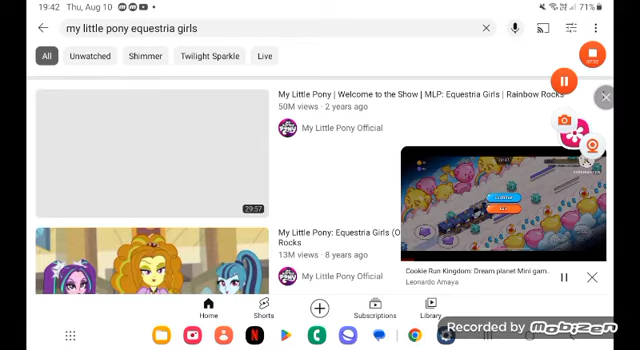 19:42 Thu, Aug 10
71%
my little pony equestria girls
All
Unwatched
Shimmer
Twilight Sparkle
Live
29:57
My Little Pony | Welcome to the Show | MLP: Equestria Girls | Rainbow Rocks
50M views · 2 years ago
My Little Pony Official
My Little Pony: Equestria Girls (O
Rocks
13M views · 8 years ago
My Little Pony Official
Cookie Run Kingdom: Dream planet Mini gam..
Leonardo Amaya
Home
Shorts
Subscriptions
Library
Recorded by mobizen